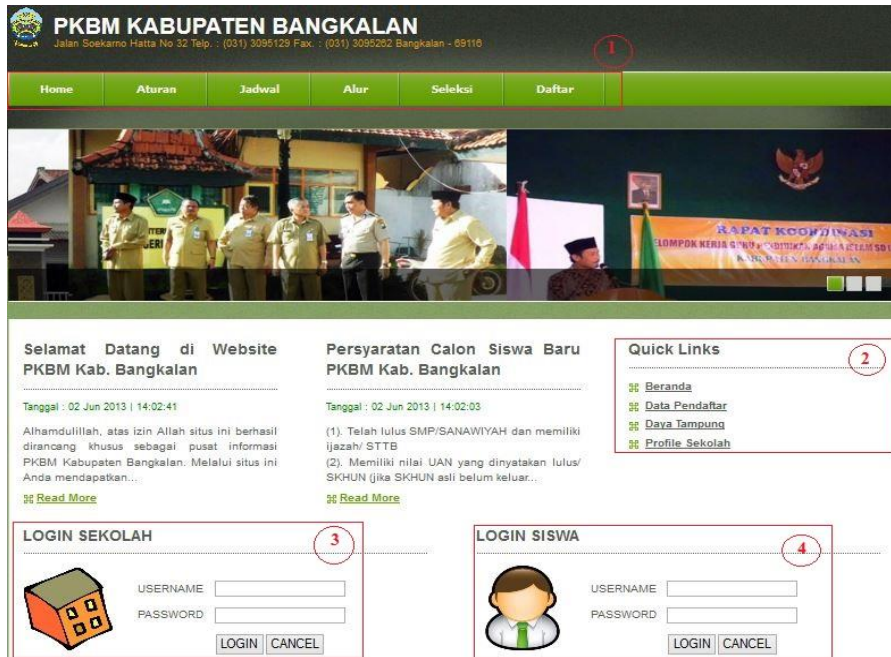 PKBM KABUPATEN BANGKALAN
Jalan Soekarno Hatta No 32 Telp. : (031) 3095129 Fax. : (031) 3095262 Bangkalan - 69116
1
Home Aturan Jadwal Alur Seleksi Daftar
RAPAT KOORDINASI
KABUPATEN BANGKALAN
Selamat Datang di Website
PKBM Kab. Bangkalan
Tanggal : 02 Jun 2013 | 14:02:41
Alhamdulillah, atas izin Allah situs ini berhasil
dirancang khusus sebagai pusat informasi
PKBM Kabupaten Bangkalan. Melalui situs ini
Anda mendapatkan...
Read More
Persyaratan Calon Siswa Baru
PKBM Kab. Bangkalan
Tanggal : 02 Jun 2013 | 14:02:03
(1). Telah lulus SMP/SANAWIYAH dan memiliki
ijazah/ STTB
(2). Memiliki nilai UAN yang dinyatakan lulus/
SKHUN (jika SKHUN asli belum keluar...
Read More
Quick Links
2
Beranda
Data Pendaftar
Daya Tampung
Profile Sekolah
LOGIN SEKOLAH
3
USERNAME
PASSWORD
LOGIN CANCEL
LOGIN SISWA
4
USERNAME
PASSWORD
LOGIN CANCEL